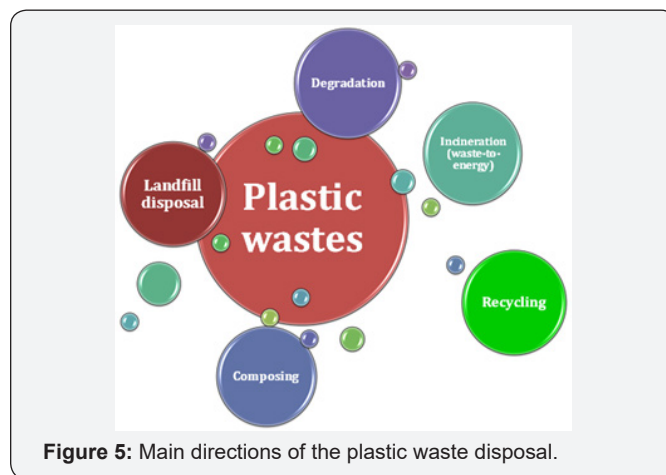 Degradation
Incineration
(waste-to-
energy)
Landfill
disposal
Plastic
wastes
Recycling
Composing
Figure 5: Main directions of the plastic waste disposal.